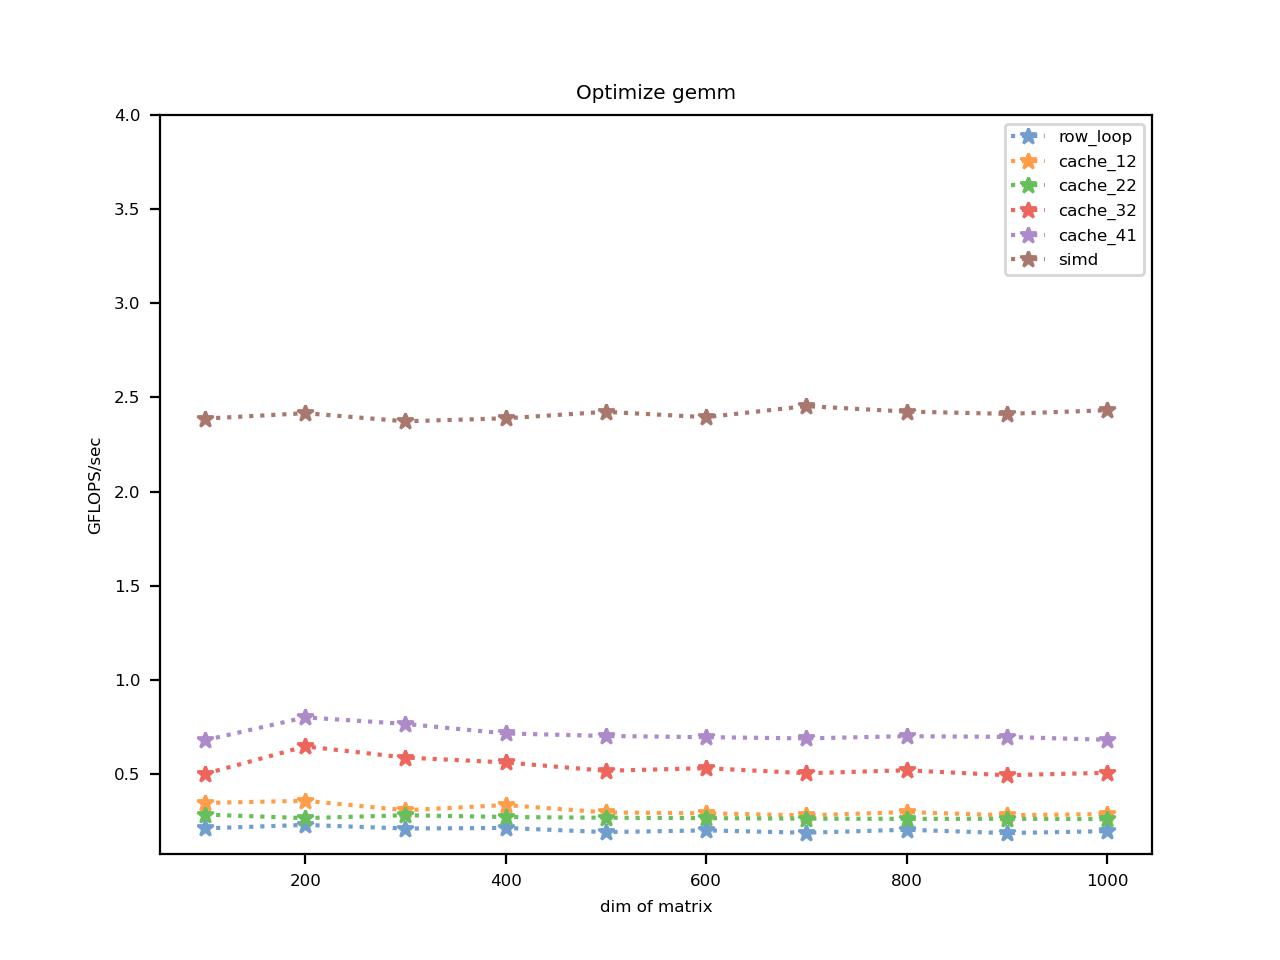 Optimize gemm
4.0
3.5
3.0
2.5
2.0
1.5
1.0
0.5
GFLOPS/sec
row_loop
cache_12
cache_22
cache_32
cache_41
simd
200
400
600
800
1000
dim of matrix